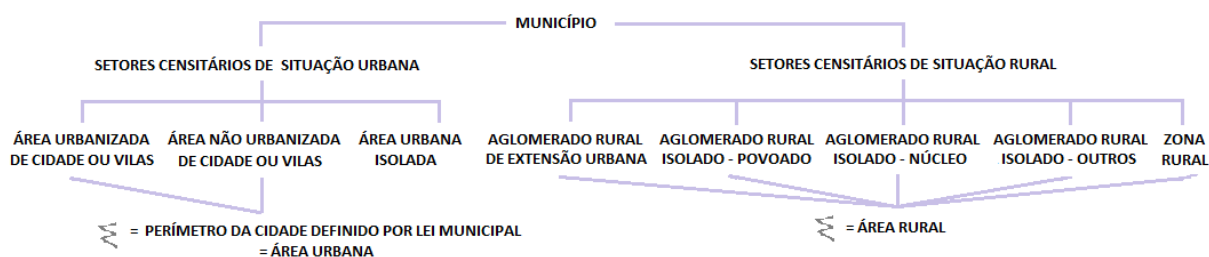 MUNICÍPIO
SETORES CENSITÁRIOS DE SITUAÇÃO URBANA
SETORES CENSITÁRIOS DE SITUAÇÃO RURAL
ÁREA URBANIZADA
DE CIDADE OU VILAS
ÁREA NÃO URBANIZADA
DE CIDADE OU VILAS
ÁREA URBANA
ISOLADA
AGLOMERADO RURAL
DE EXTENSÃO URBANA
AGLOMERADO RURAL
ISOLADO - POVOADO
AGLOMERADO RURAL
ISOLADO - NÚCLEO
AGLOMERADO RURAL
ISOLADO - OUTROS
ZONA
RURAL
= PERÍMETRO DA CIDADE DEFINIDO POR LEI MUNICIPAL
= ÁREA URBANA
= ÁREA RURAL